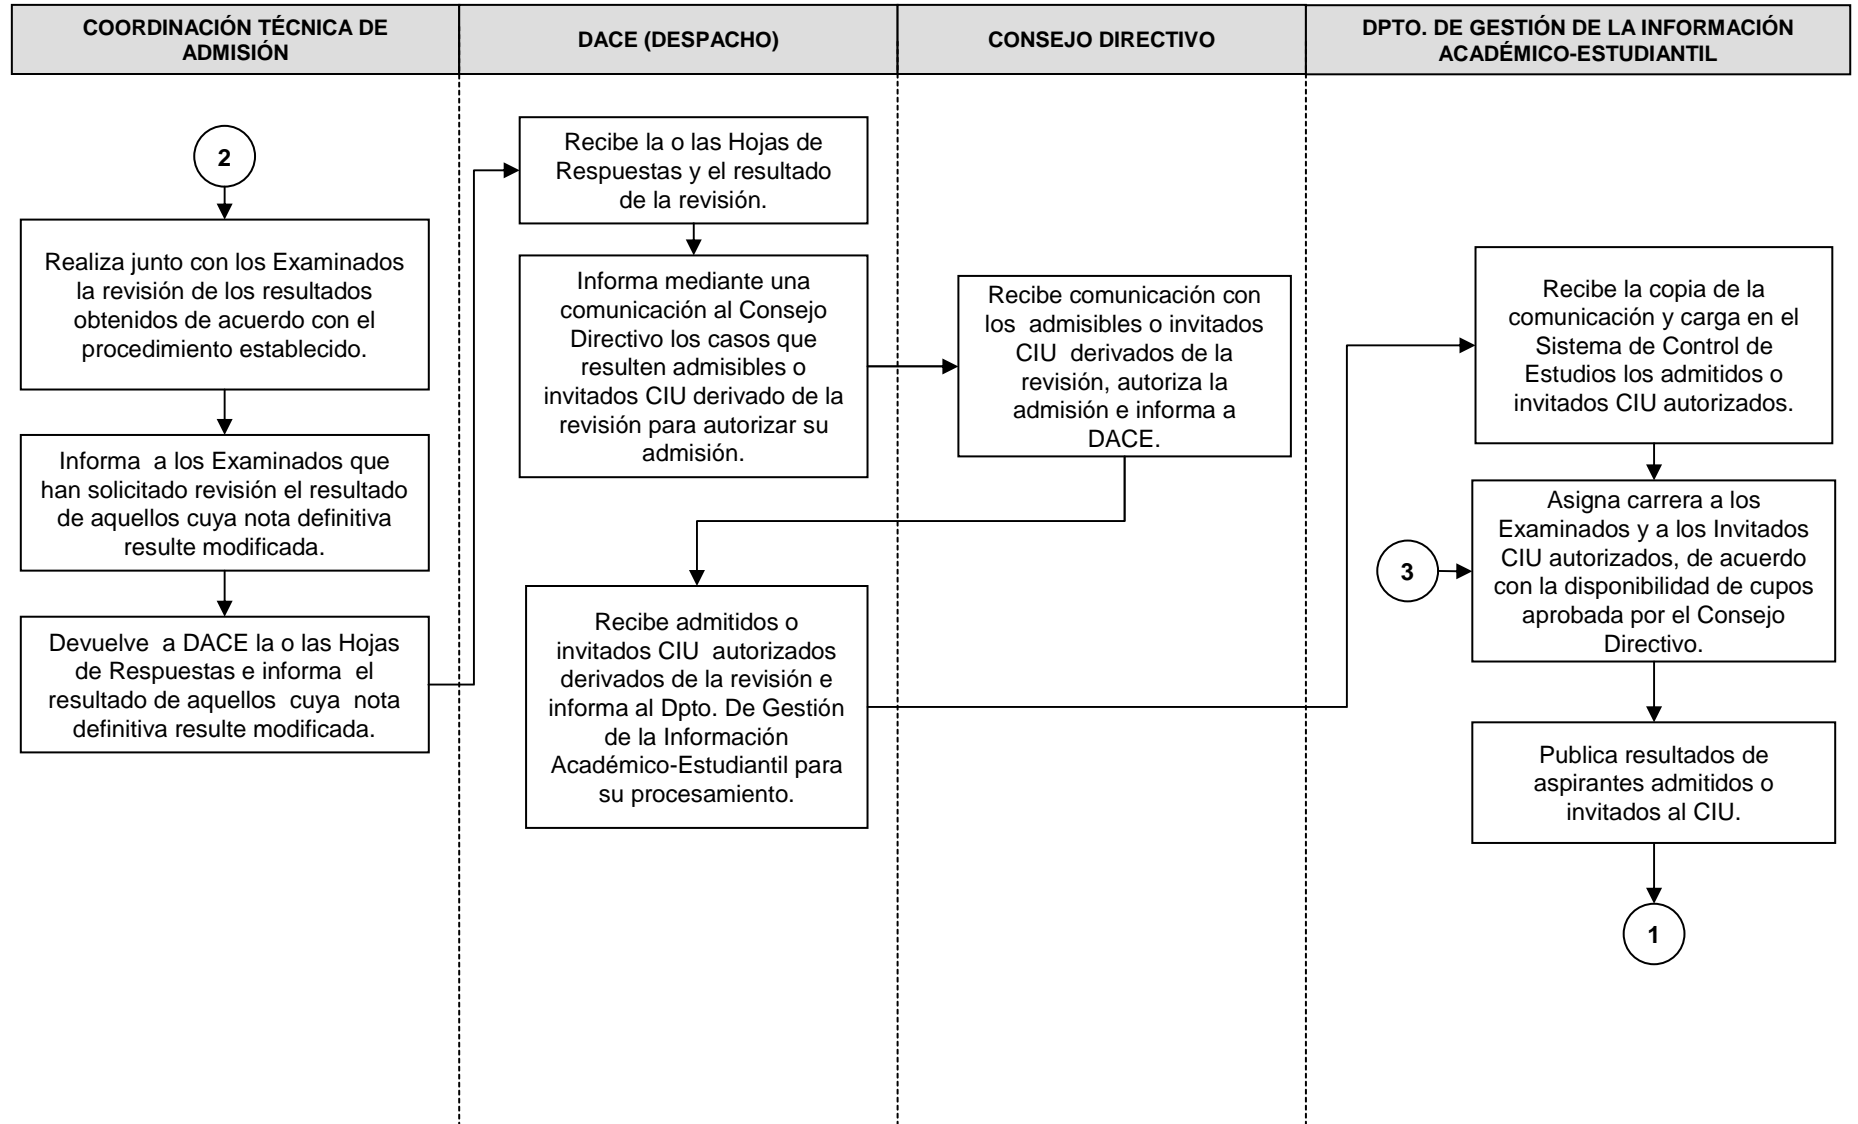 COORDINACIÓN TÉCNICA DE
ADMISIÓN
DACE (DESPACHO)
CONSEJO DIRECTIVO
DPTO. DE GESTIÓN DE LA INFORMACIÓN
ACADÉMICO-ESTUDIANTIL
2
Realiza junto con los Examinados
la revisión de los resultados
obtenidos de acuerdo con el
procedimiento establecido.
Informa a los Examinados que
han solicitado revisión el resultado
de aquellos cuya nota definitiva
resulte modificada.
Devuelve a DACE la o las Hojas
de Respuestas e informa el
resultado de aquellos cuya nota
definitiva resulte modificada.
Recibe la o las Hojas de
Respuestas y el resultado
de la revisión.
Informa mediante una
comunicación al Consejo
Directivo los casos que
resulten admisibles o
invitados CIU derivado de la
revisión para autorizar su
admisión.
Recibe comunicación con
los admisibles o invitados
CIU derivados de la
revisión, autoriza la
admisión e informa a
DACE.
Recibe admitidos o
invitados CIU autorizados
derivados de la revisión e
informa al Dpto. De Gestión
de la Información
Académico-Estudiantil para
su procesamiento.
Recibe la copia de la
comunicación y carga en el
Sistema de Control de
Estudios los admitidos o
invitados CIU autorizados.
3
Asigna carrera a los
Examinados y a los Invitados
CIU autorizados, de acuerdo
con la disponibilidad de cupos
aprobada por el Consejo
Directivo.
Publica resultados de
aspirantes admitidos o
invitados al CIU.
1